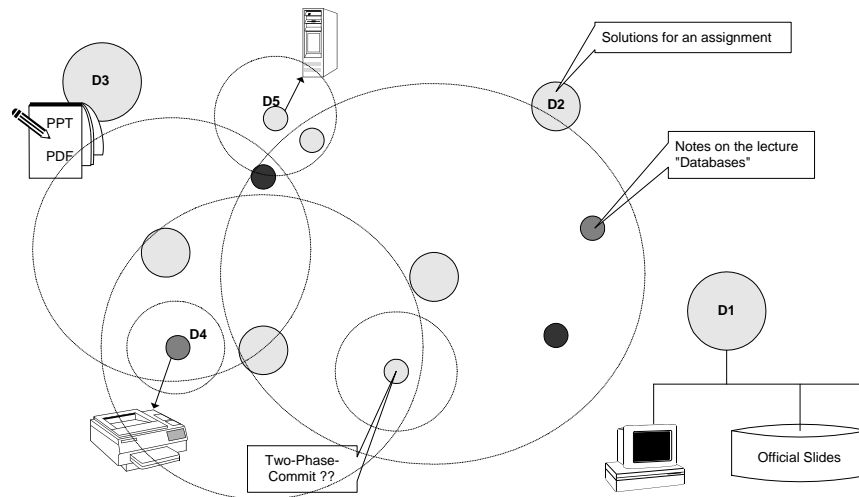 Solutions for an assignment
D3
D5
D2
PPT
PDF
Notes on the lecture
"Databases"
D1
D4
Two-Phase-
Commit ??
Official Slides